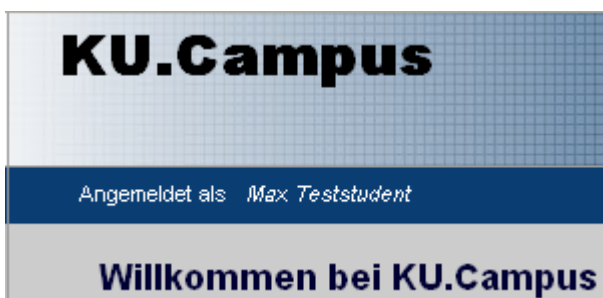 KU.Campus
Angemeldet als Max Teststudent
Willkommen bei KU.Campus